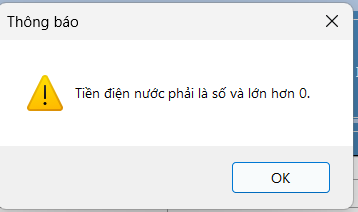 Thông báo
Tiền điện nước phải là số và lớn hơn 0.
OK